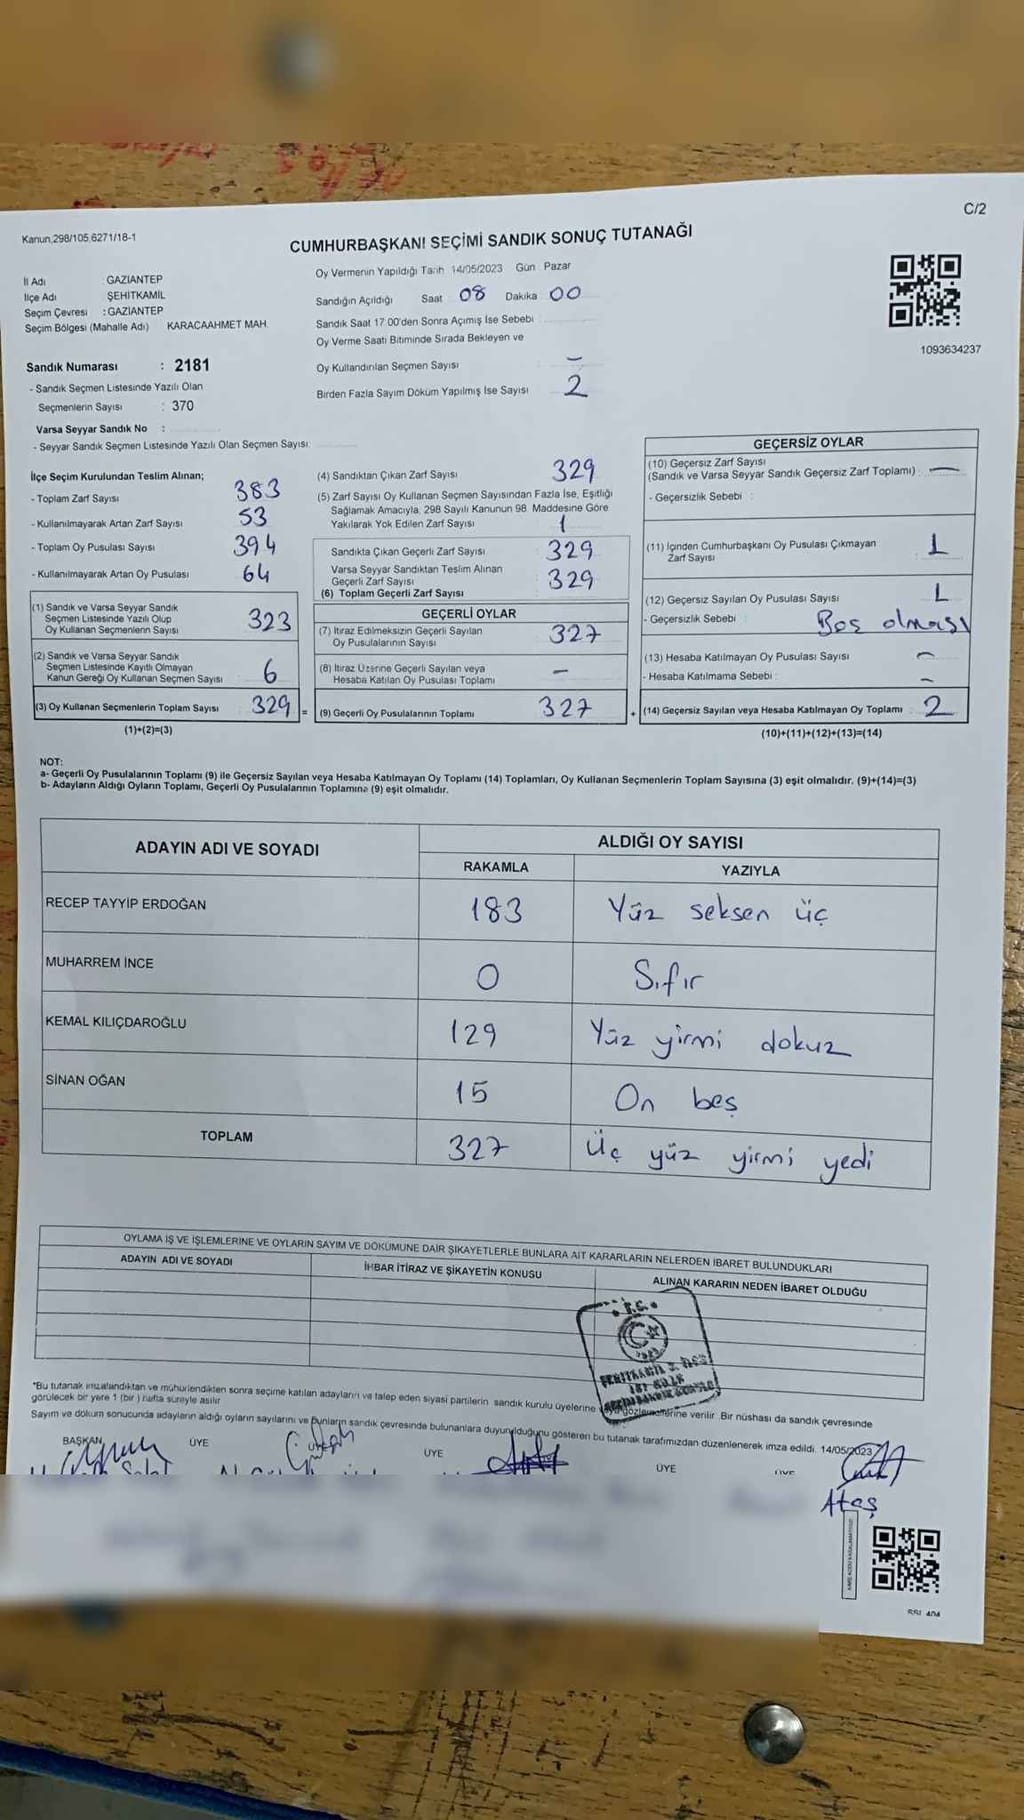 C/2
Kanun,298/105,6271/18-1
CUMHURBAŞKANI SEÇİMİ SANDIK SONUÇ TUTANAĞI
İl Adı : GAZİANTEP
İlçe Adı : ŞEHİTKAMİL
Seçim Çevresi : GAZİANTEP
Seçim Bölgesi (Mahalle Adı) KARACAAHMET MAH.
Oy Vermenin Yapıldığı Tarih 14/05/2023 Gün Pazar
Sandığın Açıldığı Saat 08 Dakika 00
Sandık Saat 17:00'den Sonra Açımış İse Sebebi
Oy Verme Saati Bitiminde Sırada Bekleyen ve
Oy Kullandırılan Seçmen Sayısı –
Birden Fazla Sayım Döküm Yapılmış İse Sayısı 2
1093634237
Sandık Numarası : 2181
- Sandık Seçmen Listesinde Yazılı Olan
Seçmenlerin Sayısı : 370
Varsa Seyyar Sandık No :
- Seyyar Sandık Seçmen Listesinde Yazılı Olan Seçmen Sayısı
İlçe Seçim Kurulundan Teslim Alınan;
- Toplam Zarf Sayısı 383
- Kullanılmayarak Artan Zarf Sayısı 53
- Toplam Oy Pusulası Sayısı 394
- Kullanılmayarak Artan Oy Pusulası 64
(1) Sandık ve Varsa Seyyar Sandık
Seçmen Listesinde Yazılı Olup
Oy Kullanan Seçmenlerin Sayısı 323
(2) Sandık ve Varsa Seyyar Sandık
Seçmen Listesinde Kayıtlı Olmayan
Kanun Gereği Oy Kullanan Seçmen Sayısı 6
(3) Oy Kullanan Seçmenlerin Toplam Sayısı 329 =
(1)+(2)=(3)
(4) Sandıktan Çıkan Zarf Sayısı 329
(5) Zarf Sayısı Oy Kullanan Seçmen Sayısından Fazla İse, Eşitliği
Sağlamak Amacıyla, 298 Sayılı Kanunun 98. Maddesine Göre
Yakılarak Yok Edilen Zarf Sayısı 1
Sandıkta Çıkan Geçerli Zarf Sayısı 329
Varsa Seyyar Sandıktan Teslim Alınan
Geçerli Zarf Sayısı 329
(6) Toplam Geçerli Zarf Sayısı
GEÇERLİ OYLAR
(7) İtiraz Edilmeksizin Geçerli Sayılan
Oy Pusulalarının Sayısı 327
(8) İtiraz Üzerine Geçerli Sayılan veya
Hesaba Katılan Oy Pusulası Toplamı –
(9) Geçerli Oy Pusulalarının Toplamı 327 +
GEÇERSİZ OYLAR
(10) Geçersiz Zarf Sayısı
(Sandık ve Varsa Seyyar Sandık Geçersiz Zarf Toplamı) : –
- Geçersizlik Sebebi :
(11) İçinden Cumhurbaşkanı Oy Pusulası Çıkmayan
Zarf Sayısı 1
(12) Geçersiz Sayılan Oy Pusulası Sayısı 1
- Geçersizlik Sebebi : Boş olması
(13) Hesaba Katılmayan Oy Pusulası Sayısı –
- Hesaba Katılmama Sebebi : –
(14) Geçersiz Sayılan veya Hesaba Katılmayan Oy Toplamı 2
(10)+(11)+(12)+(13)=(14)
NOT:
a- Geçerli Oy Pusulalarının Toplamı (9) ile Geçersiz Sayılan veya Hesaba Katılmayan Oy Toplamı (14) Toplamları, Oy Kullanan Seçmenlerin Toplam Sayısına (3) eşit olmalıdır. (9)+(14)=(3)
b- Adayların Aldığı Oyların Toplamı, Geçerli Oy Pusulalarının Toplamına (9) eşit olmalıdır.
ADAYIN ADI VE SOYADI
ALDIĞI OY SAYISI
RAKAMLA YAZIYLA
RECEP TAYYİP ERDOĞAN 183 Yüz seksen üç
MUHARREM İNCE 0 Sıfır
KEMAL KILIÇDAROĞLU 129 Yüz yirmi dokuz
SİNAN OĞAN 15 On beş
TOPLAM 327 Üç yüz yirmi yedi
OYLAMA İŞ VE İŞLEMLERİNE VE OYLARIN SAYIM VE DÖKÜMÜNE DAİR ŞİKAYETLERLE BUNLARA AİT KARARLARIN NELERDEN İBARET BULUNDUKLARI
ADAYIN ADI VE SOYADI İHBAR İTİRAZ VE ŞİKAYETİN KONUSU ALINAN KARARIN NEDEN İBARET OLDUĞU
T.C.
*Bu tutanak imzalandıktan ve mühürlendikten sonra seçime katılan adayların ve talep eden siyasi partilerin sandık kurulu üyelerine verilir. Bir nüshası da sandık çevresinde
görülecek bir yere 1 (bir) hafta süreyle asılır
Sayım ve döküm sonucunda adayların aldığı oyların sayılarını ve bunların sandık çevresinde bulunanlara duyurulduğunu gösteren bu tutanak tarafımızdan düzenlenerek imza edildi. 14/05/2023
BAŞKAN ÜYE ÜYE ÜYE ÜYE ÜYE
Ateş